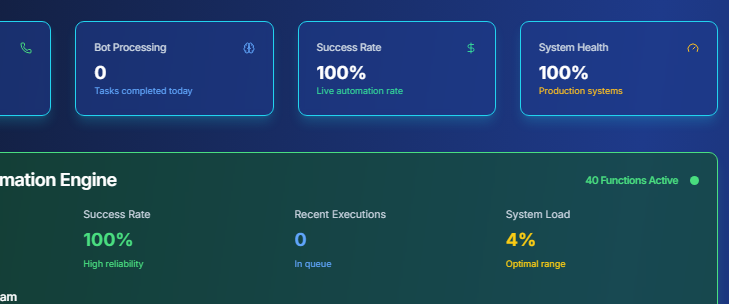 Bot Processing
0
Tasks completed today
Success Rate
100%
Live automation rate
System Health
100%
Production systems
mation Engine
40 Functions Active
Success Rate
100%
High reliability
Recent Executions
0
In queue
System Load
4%
Optimal range
am